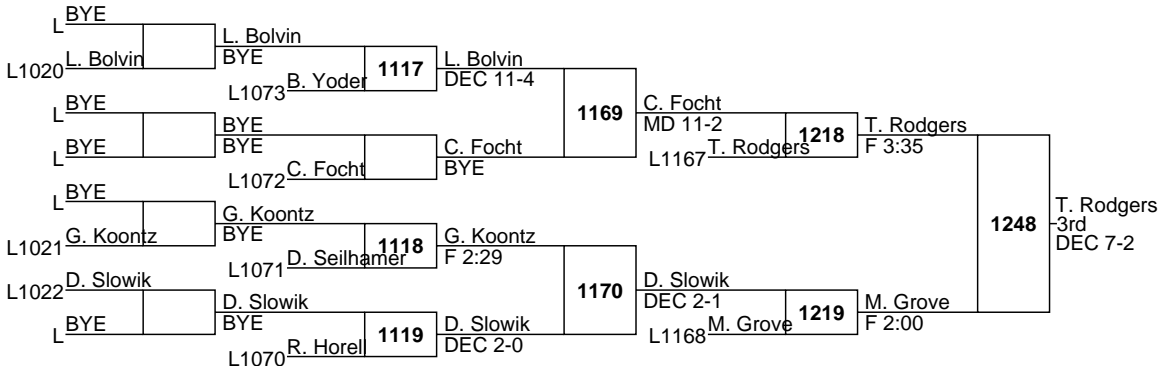 L BYE
L1020 L. Bolvin
L. Bolvin
BYE
L1073 B. Yoder
1117
L. Bolvin
DEC 11-4
L BYE
L BYE
BYE
BYE
L1072 C. Focht
C. Focht
BYE
1169
C. Focht
MD 11-2
L1167 T. Rodgers
1218
T. Rodgers
F 3:35
L BYE
L1021 G. Koontz
G. Koontz
BYE
L1071 D. Seilhamer
1118
G. Koontz
F 2:29
L1022 D. Slowik
L BYE
D. Slowik
BYE
L1070 R. Horell
1119
D. Slowik
DEC 2-0
1170
D. Slowik
DEC 2-1
L1168 M. Grove
1219
M. Grove
F 2:00
1248
T. Rodgers
3rd
DEC 7-2